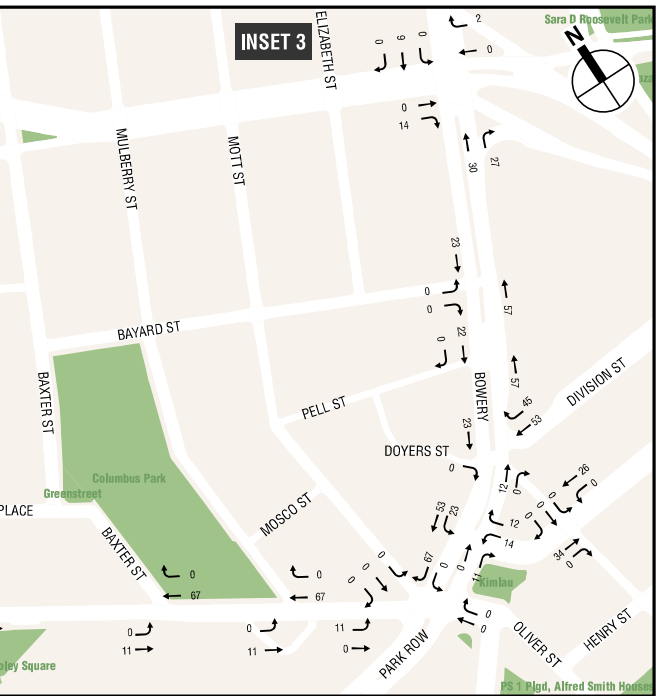 Sara D Roosevelt Park
INSET 3
N
ELIZABETH ST
2
0
0
9
0
0
14
30
27
MULBERRY ST
MOTT ST
23
0
0
57
22
0
BAYARD ST
57
BAXTER ST
PELL ST
BOWERY
DIVISION ST
45
53
23
DOYERS ST
0
12
0
26
0
0
0
Columbus Park
Greenstreet
PLACE
MOSCO ST
53
23
12
14
34
0
BAXTER ST
67
0
0
11
0
0
0
Kimlau
0
67
0
67
0
0
0
11
0
11
11
0
PARK ROW
OLIVER ST
HENRY ST
oley Square
PS 1 Plgd, Alfred Smith Houses